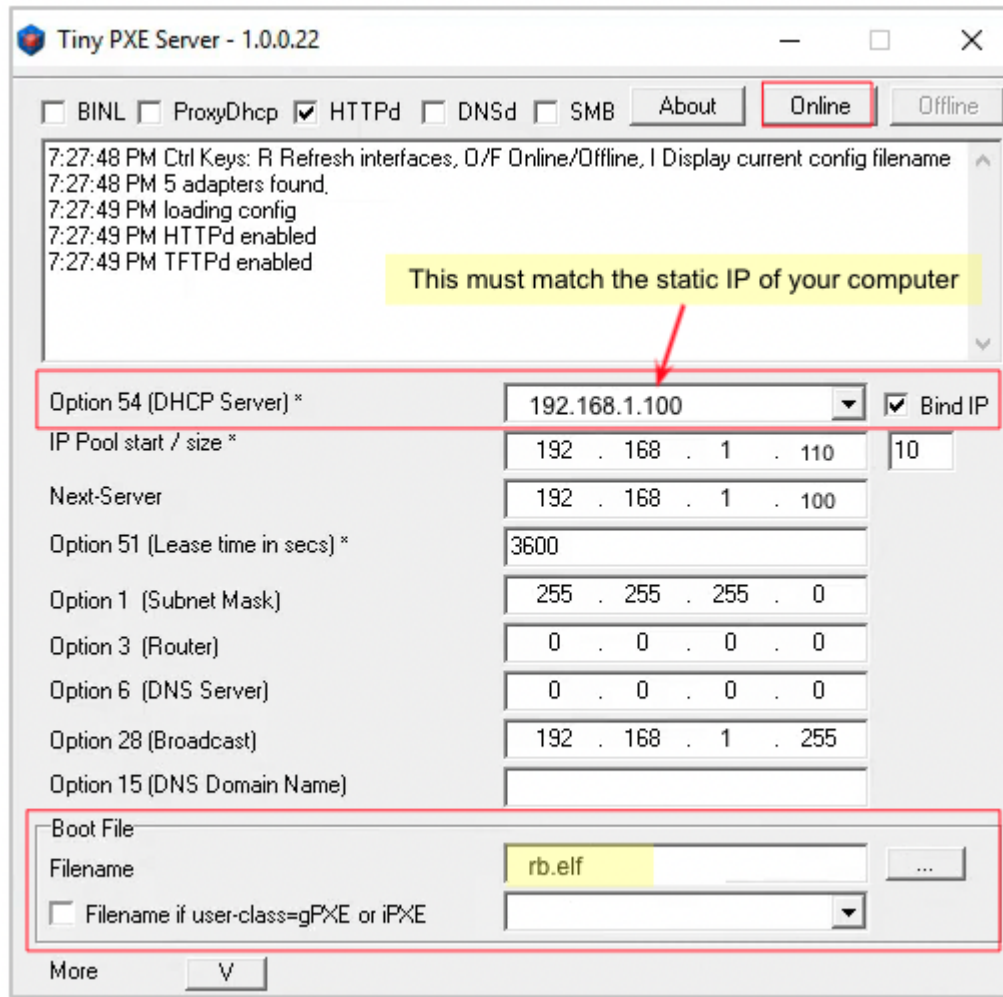 Tiny PXE Server - 1.0.0.22
BINL ProxyDhcp HTTPd DNSd SMB About Online Offline
7:27:48 PM Ctrl Keys: R Refresh interfaces, O/F Online/Offline, I Display current config filename
7:27:48 PM 5 adapters found,
7:27:49 PM loading config
7:27:49 PM HTTPd enabled
7:27:49 PM TFTPd enabled
This must match the static IP of your computer
Option 54 (DHCP Server) * 192.168.1.100 Bind IP
IP Pool start / size * 192 . 168 . 1 . 110 10
Next-Server 192 . 168 . 1 . 100
Option 51 (Lease time in secs) * 3600
Option 1 (Subnet Mask) 255 . 255 . 255 . 0
Option 3 (Router) 0 . 0 . 0 . 0
Option 6 (DNS Server) 0 . 0 . 0 . 0
Option 28 (Broadcast) 192 . 168 . 1 . 255
Option 15 (DNS Domain Name)
Boot File
Filename rb.elf ...
Filename if user-class=gPXE or iPXE
More V